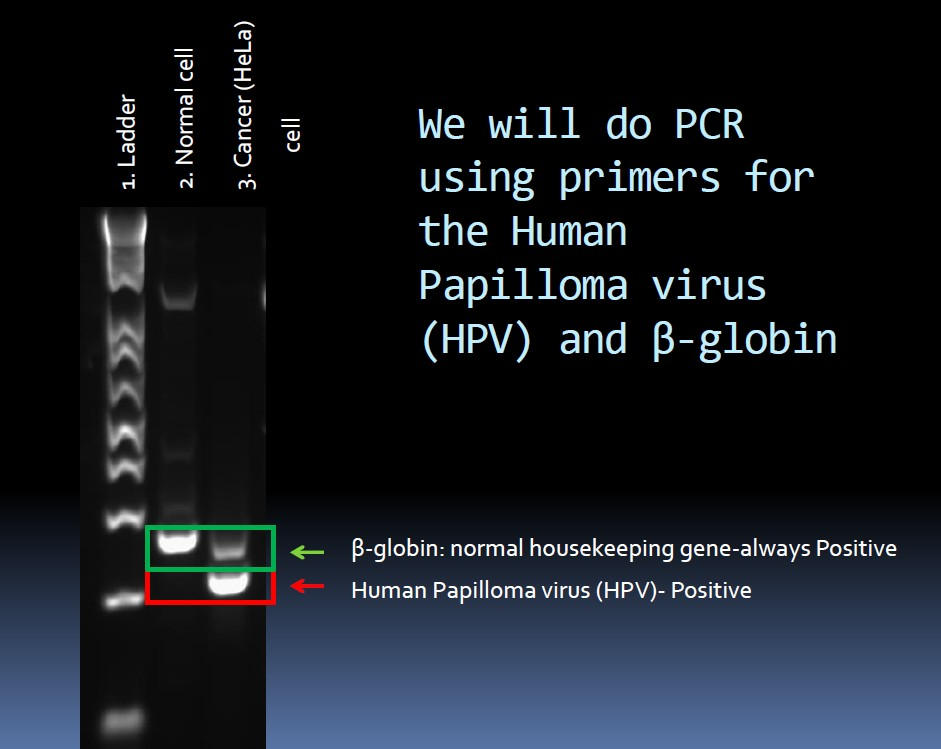 1. Ladder
2. Normal cell
3. Cancer (HeLa)
cell
We will do PCR
using primers for
the Human
Papilloma virus
(HPV) and β-globin
β-globin: normal housekeeping gene-always Positive
Human Papilloma virus (HPV)- Positive